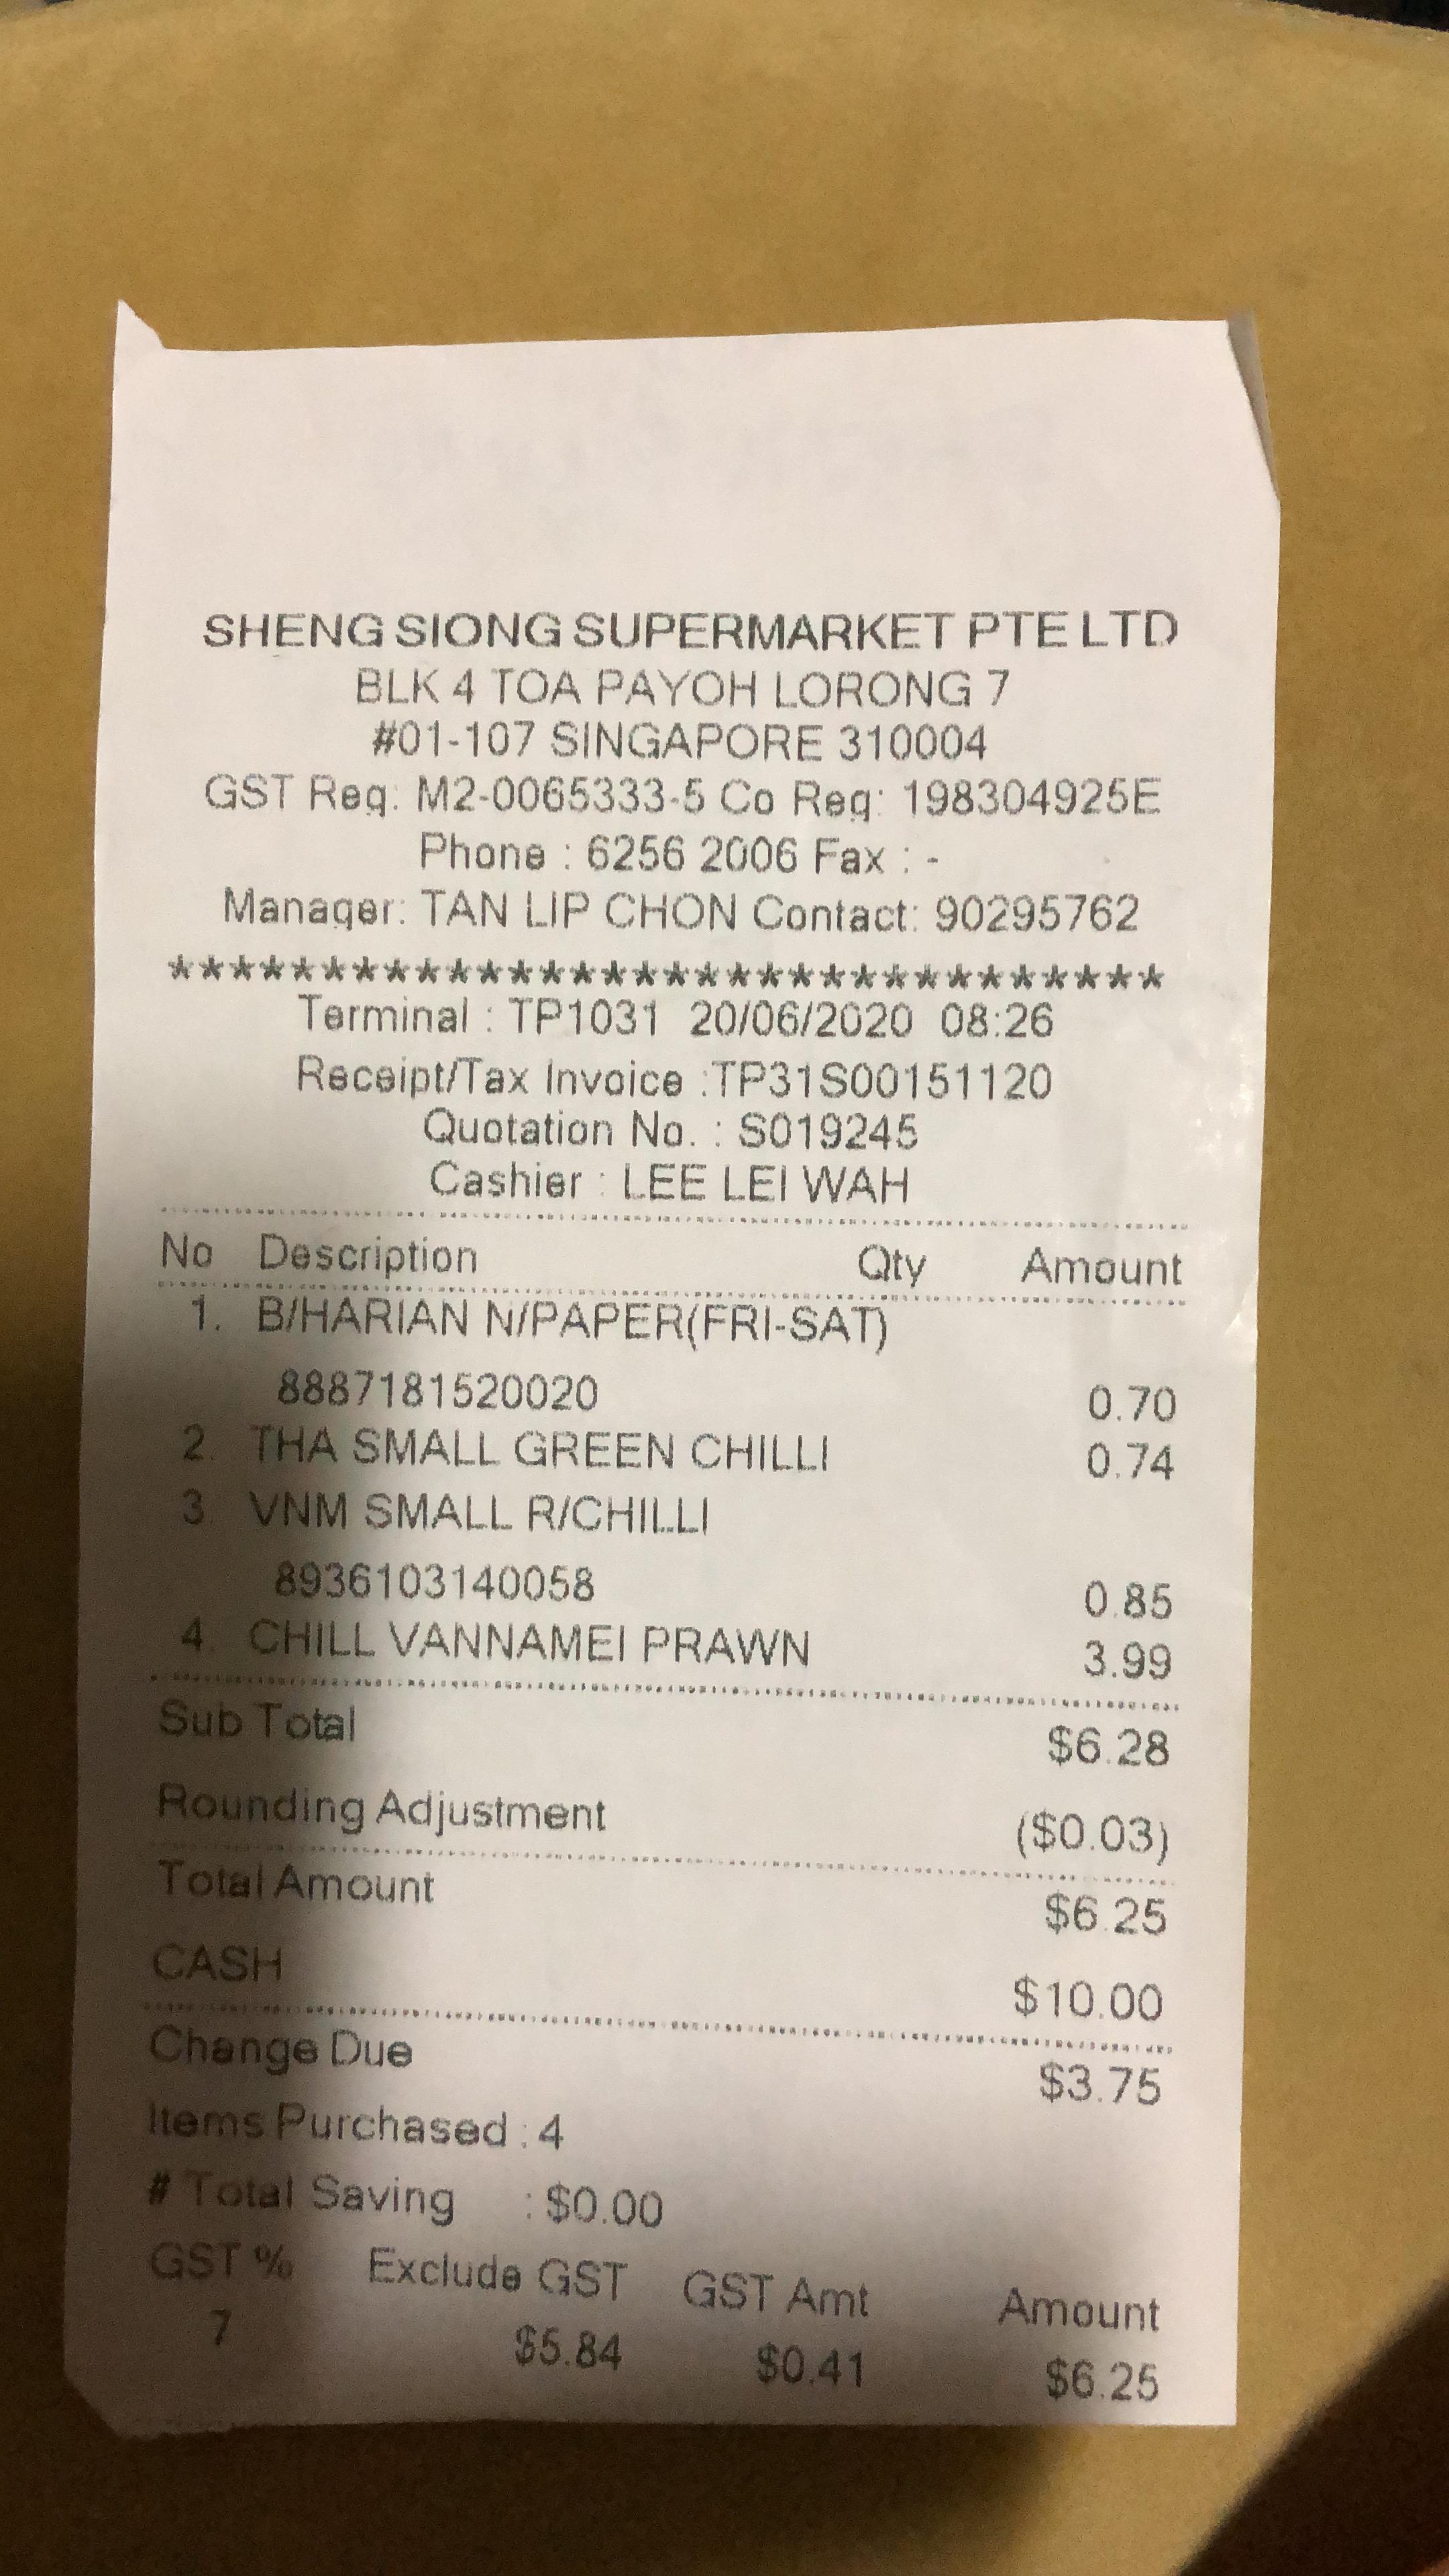 SHENG SIONG SUPERMARKET PTE LTD
BLK 4 TOA PAYOH LORONG 7
#01-107 SINGAPORE 310004
GST Reg: M2-0065333-5 Co Reg: 198304925E
Phone : 6256 2006 Fax : -
Manager: TAN LIP CHON Contact: 90295762
********************************
Terminal : TP1031 20/06/2020 08:26
Receipt/Tax Invoice :TP31S00151120
Quotation No. : S019245
Cashier : LEE LEI WAH
No Description Qty Amount
1. B/HARIAN N/PAPER(FRI-SAT)
8887181520020 0.70
2. THA SMALL GREEN CHILLI 0.74
3. VNM SMALL R/CHILLI
8936103140058 0.85
4. CHILL VANNAMEI PRAWN 3.99
Sub Total $6.28
Rounding Adjustment ($0.03)
Total Amount $6.25
CASH $10.00
Change Due $3.75
Items Purchased : 4
# Total Saving : $0.00
GST % Exclude GST GST Amt Amount
7 $5.84 $0.41 $6.25